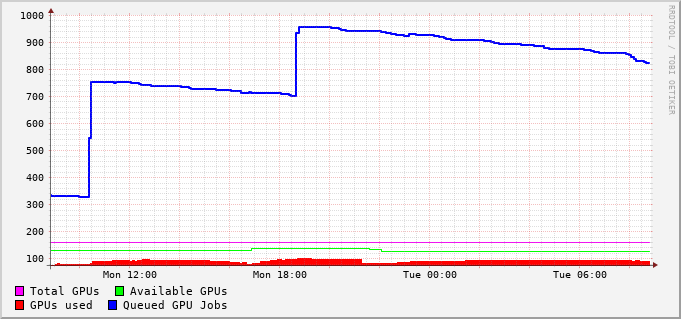 1000
900
800
700
600
500
400
300
200
100
Mon 12:00 Mon 18:00 Tue 00:00 Tue 06:00
Total GPUs Available GPUs
GPUs used Queued GPU Jobs
RRDTOOL / TOBI OETIKER